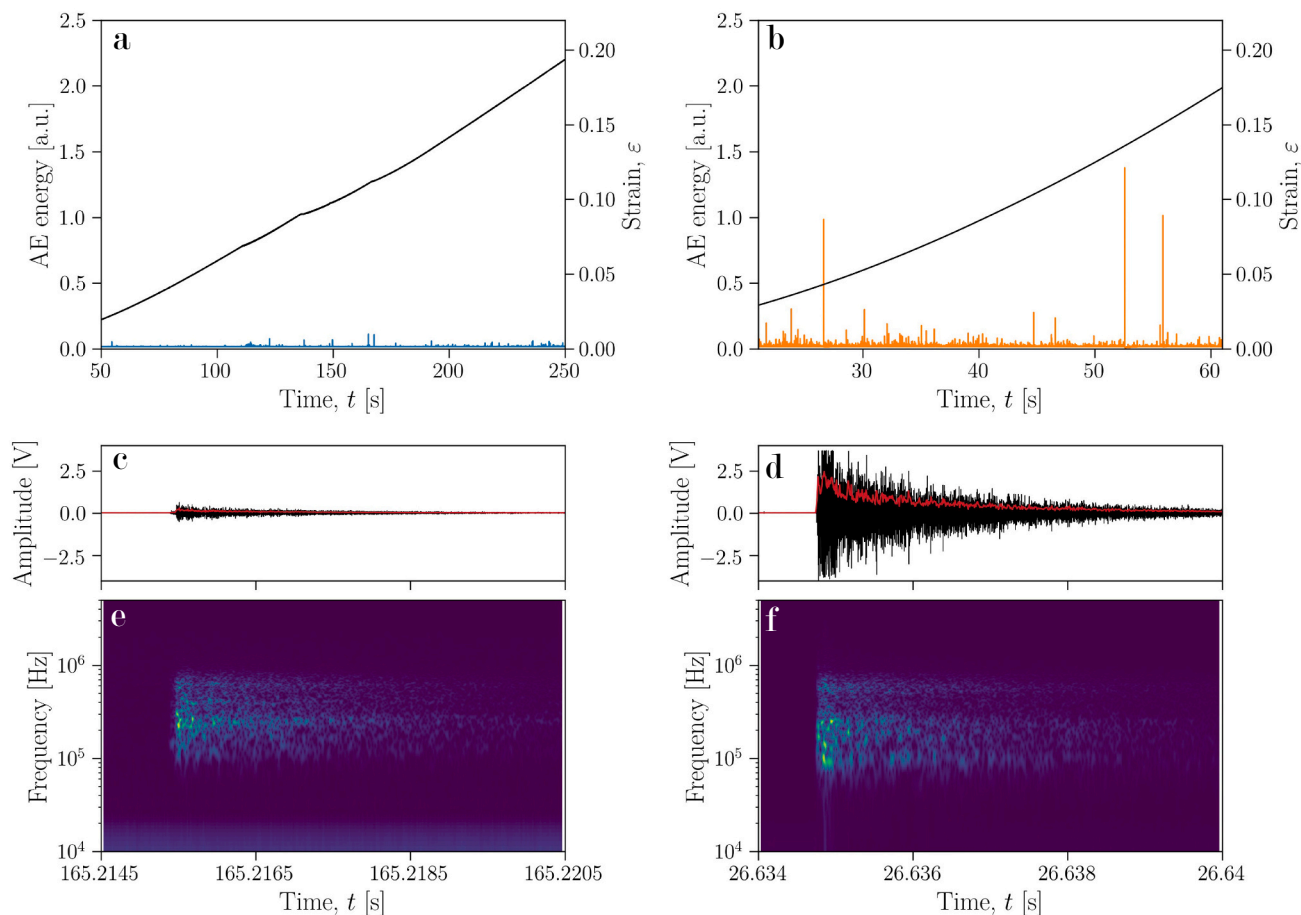 a
2.5
2.0
1.5
1.0
0.5
0.0
AE energy [a.u.]
0.20
0.15
0.10
0.05
0.00
Strain, ε
50 100 150 200 250
Time, t [s]
b
2.5
2.0
1.5
1.0
0.5
0.0
AE energy [a.u.]
0.20
0.15
0.10
0.05
0.00
Strain, ε
30 40 50 60
Time, t [s]
c
2.5
0.0
−2.5
Amplitude [V]
d
2.5
0.0
−2.5
Amplitude [V]
e
10⁶
10⁵
10⁴
Frequency [Hz]
165.2145 165.2165 165.2185 165.2205
Time, t [s]
f
10⁶
10⁵
10⁴
Frequency [Hz]
26.634 26.636 26.638 26.64
Time, t [s]